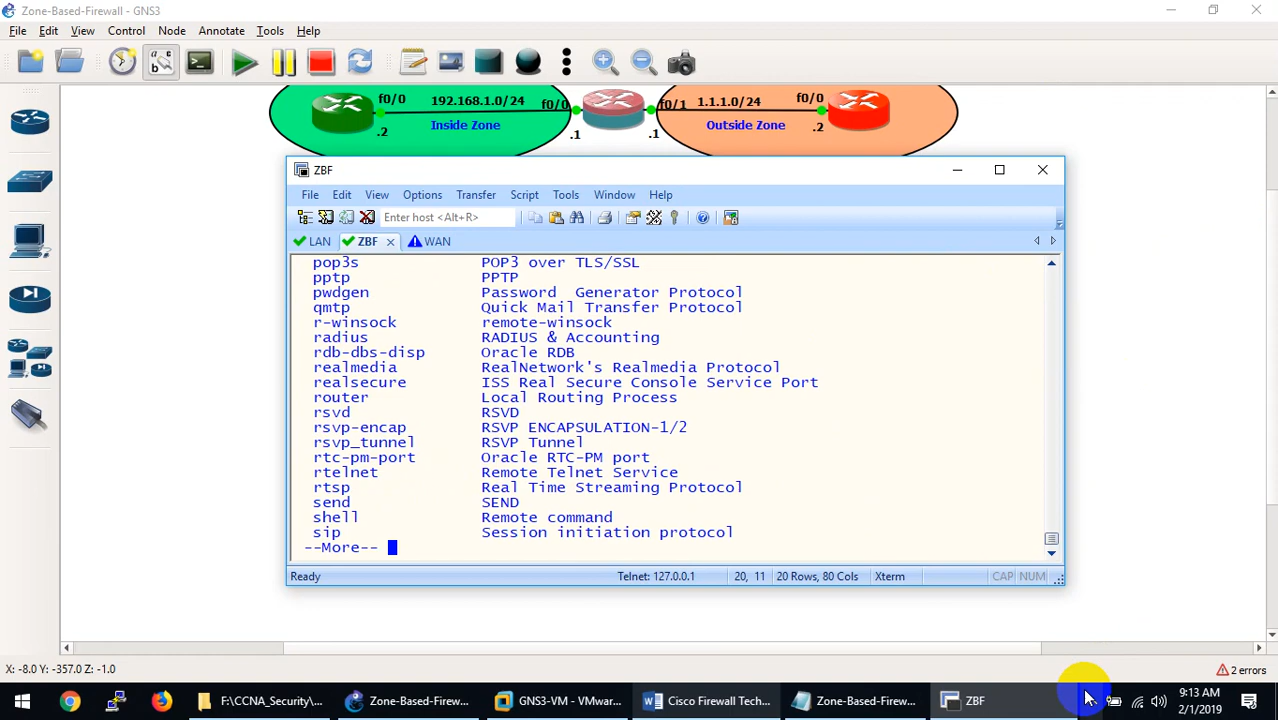 Zone-Based-Firewall - GNS3
File Edit View Control Node Annotate Tools Help
f0/0 192.168.1.0/24 f0/0 f0/1 1.1.1.0/24 f0/0
Inside Zone Outside Zone
.2 .1 .1 .2
ZBF
File Edit View Options Transfer Script Tools Window Help
Enter host <Alt+R>
LAN ZBF WAN
pop3s POP3 over TLS/SSL
pptp PPTP
pwdgen Password Generator Protocol
qmtp Quick Mail Transfer Protocol
r-winsock remote-winsock
radius RADIUS & Accounting
rdb-dbs-disp Oracle RDB
realmedia RealNetwork's Realmedia Protocol
realsecure ISS Real Secure Console Service Port
router Local Routing Process
rsvd RSVD
rsvp-encap RSVP ENCAPSULATION-1/2
rsvp_tunnel RSVP Tunnel
rtc-pm-port Oracle RTC-PM port
rtelnet Remote Telnet Service
rtsp Real Time Streaming Protocol
send SEND
shell Remote command
sip Session initiation protocol
--More--
Ready Telnet: 127.0.0.1 20, 11 20 Rows, 80 Cols Xterm CAP NUM
X: -8.0 Y: -357.0 Z: -1.0 2 errors
F:\CCNA_Security\... Zone-Based-Firew... GNS3-VM - VMwar... Cisco Firewall Tech... Zone-Based-Firew... ZBF 9:13 AM
2/1/2019